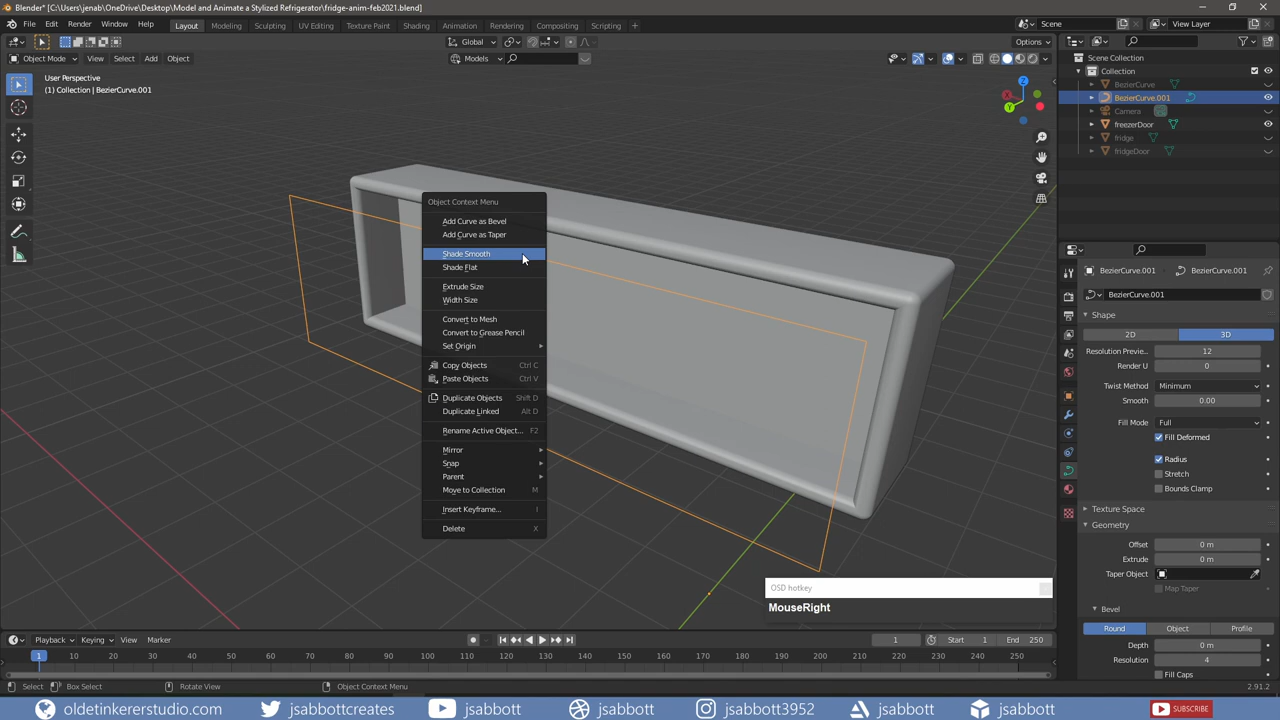 Blender* [C:\Users\jenab\OneDrive\Desktop\Model and Animate a Stylized Refrigerator\fridge-anim-feb2021.blend]
File Edit Render Window Help Layout Modeling Sculpting UV Editing Texture Paint Shading Animation Rendering Compositing Scripting + Scene View Layer
Global Options
Object Mode View Select Add Object Models
User Perspective
(1) Collection | BezierCurve.001
Z
Y
X
Scene Collection
Collection
BezierCurve
BezierCurve.001
Camera
freezerDoor
fridge
fridgeDoor
Object Context Menu
Add Curve as Bevel
Add Curve as Taper
Shade Smooth
Shade Flat
Extrude Size
Width Size
Convert to Mesh
Convert to Grease Pencil
Set Origin
Copy Objects Ctrl C
Paste Objects Ctrl V
Duplicate Objects Shift D
Duplicate Linked Alt D
Rename Active Object... F2
Mirror
Snap
Parent
Move to Collection M
Insert Keyframe... I
Delete X
BezierCurve.001 BezierCurve.001
BezierCurve.001
Shape
2D 3D
Resolution Previe... 12
Render U 0
Twist Method Minimum
Smooth 0.00
Fill Mode Full
Fill Deformed
Radius
Stretch
Bounds Clamp
Texture Space
Geometry
Offset 0 m
Extrude 0 m
Taper Object
Map Taper
Bevel
Round Object Profile
Depth 0 m
Resolution 4
Fill Caps
OSD hotkey
MouseRight
Playback Keying View Marker 1 Start 1 End 250
1 10 20 30 40 50 60 70 80 90 100 110 120 130 140 150 160 170 180 190 200 210 220 230 240 250
Select Box Select Rotate View Object Context Menu 2.91.2
oldetinkererstudio.com jsabbottcreates jsabbott jsabbott jsabbott3952 jsabbott jsabbott SUBSCRIBE